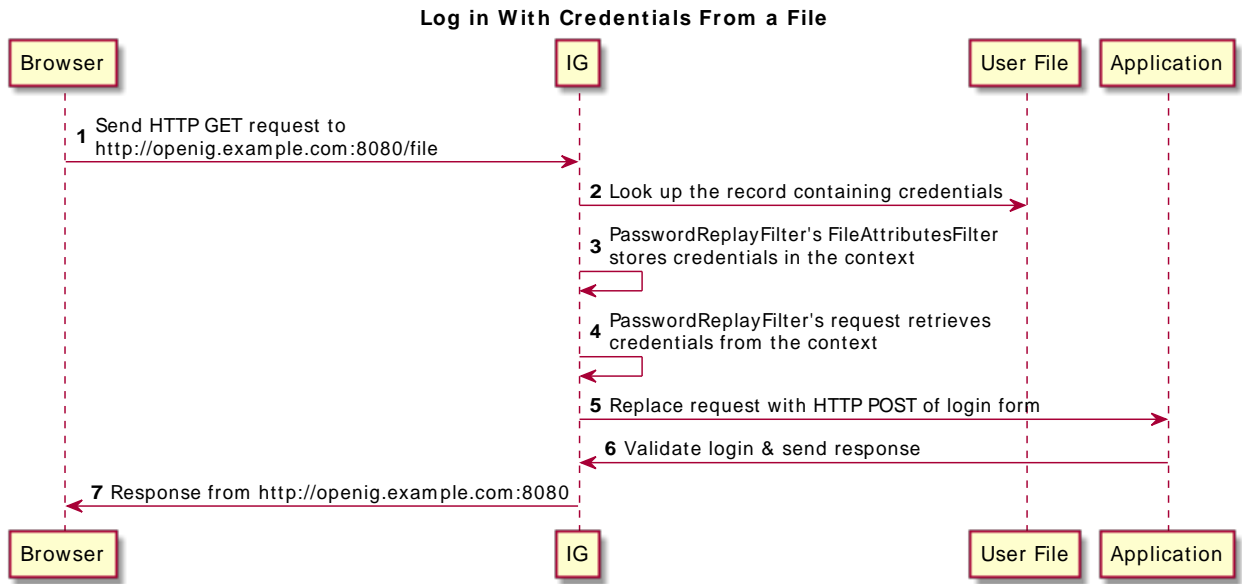 Log in With Credentials From a File
Browser
IG
User File
Application
1 Send HTTP GET request to
http://openig.example.com:8080/file
2 Look up the record containing credentials
3 PasswordReplayFilter's FileAttributesFilter
stores credentials in the context
4 PasswordReplayFilter's request retrieves
credentials from the context
5 Replace request with HTTP POST of login form
6 Validate login & send response
7 Response from http://openig.example.com:8080
Browser
IG
User File
Application